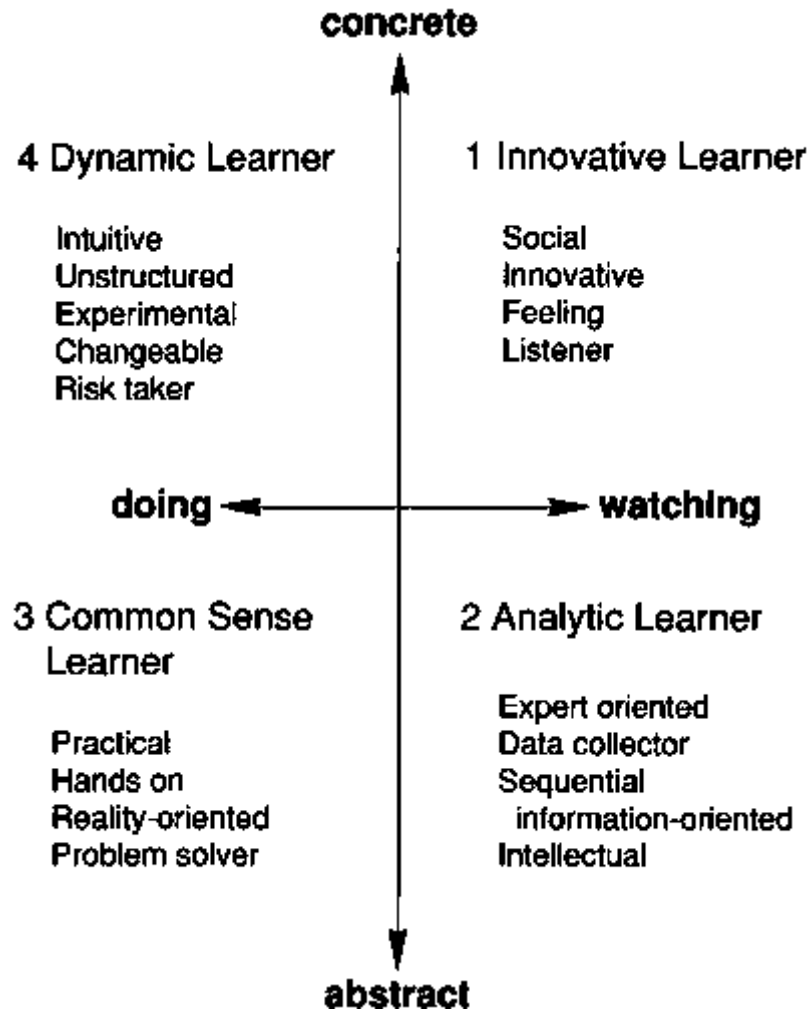 concrete
4 Dynamic Learner
Intuitive
Unstructured
Experimental
Changeable
Risk taker
1 Innovative Learner
Social
Innovative
Feeling
Listener
doing
watching
3 Common Sense
Learner
Practical
Hands on
Reality-oriented
Problem solver
2 Analytic Learner
Expert oriented
Data collector
Sequential
information-oriented
Intellectual
abstract